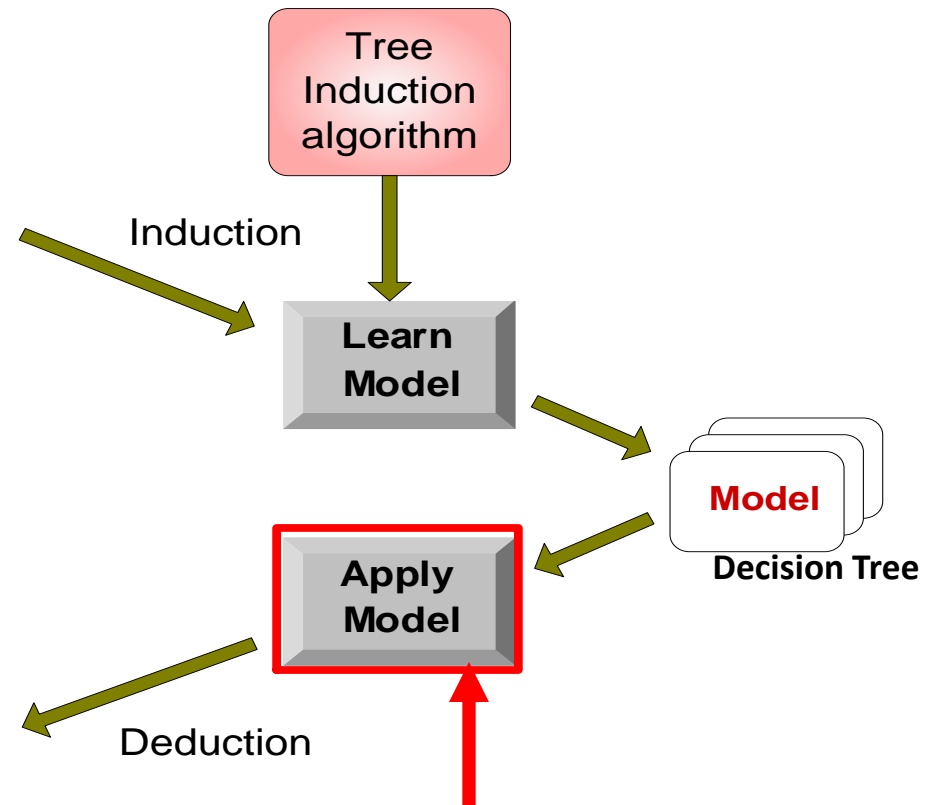 Tree
Induction
algorithm
Induction
Learn
Model
Model
Decision Tree
Apply
Model
Deduction